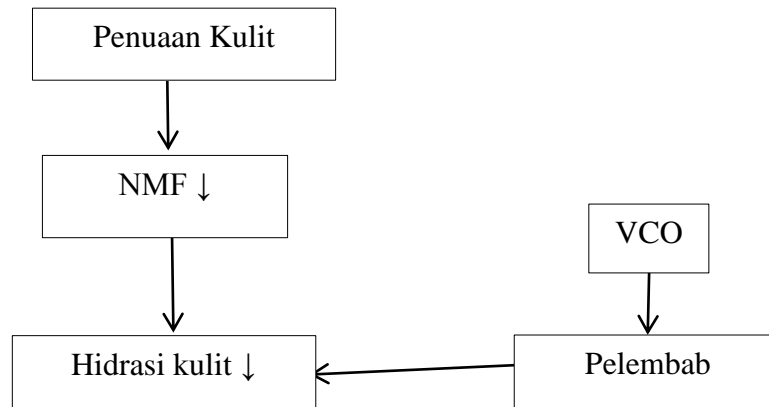 Penuaan Kulit
NMF ↓
VCO
Hidrasi kulit ↓
Pelembab